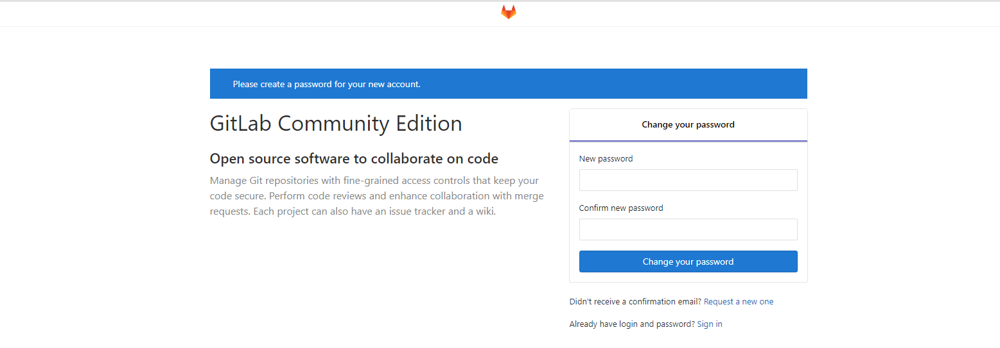 Please create a password for your new account.
GitLab Community Edition
Open source software to collaborate on code
Manage Git repositories with fine-grained access controls that keep your
code secure. Perform code reviews and enhance collaboration with merge
requests. Each project can also have an issue tracker and a wiki.
Change your password
New password
Confirm new password
Change your password
Didn't receive a confirmation email? Request a new one
Already have login and password? Sign in